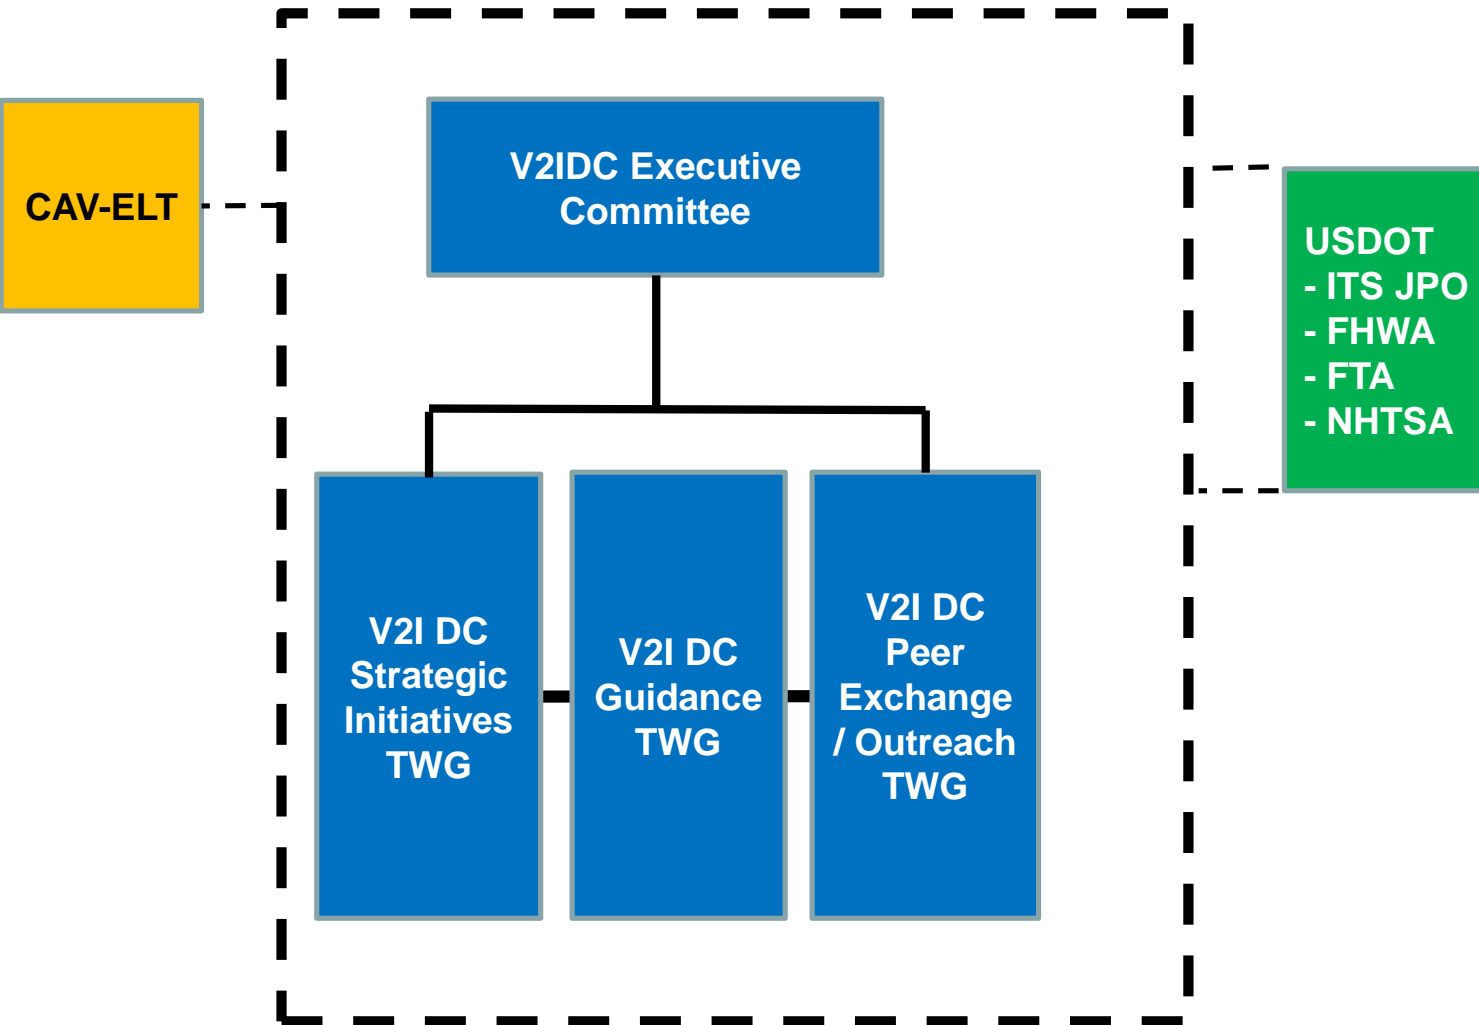 CAV-ELT
V2IDC Executive
Committee
USDOT
- ITS JPO
- FHWA
- FTA
- NHTSA
V2I DC
Strategic
Initiatives
TWG
V2I DC
Guidance
TWG
V2I DC
Peer
Exchange
/ Outreach
TWG